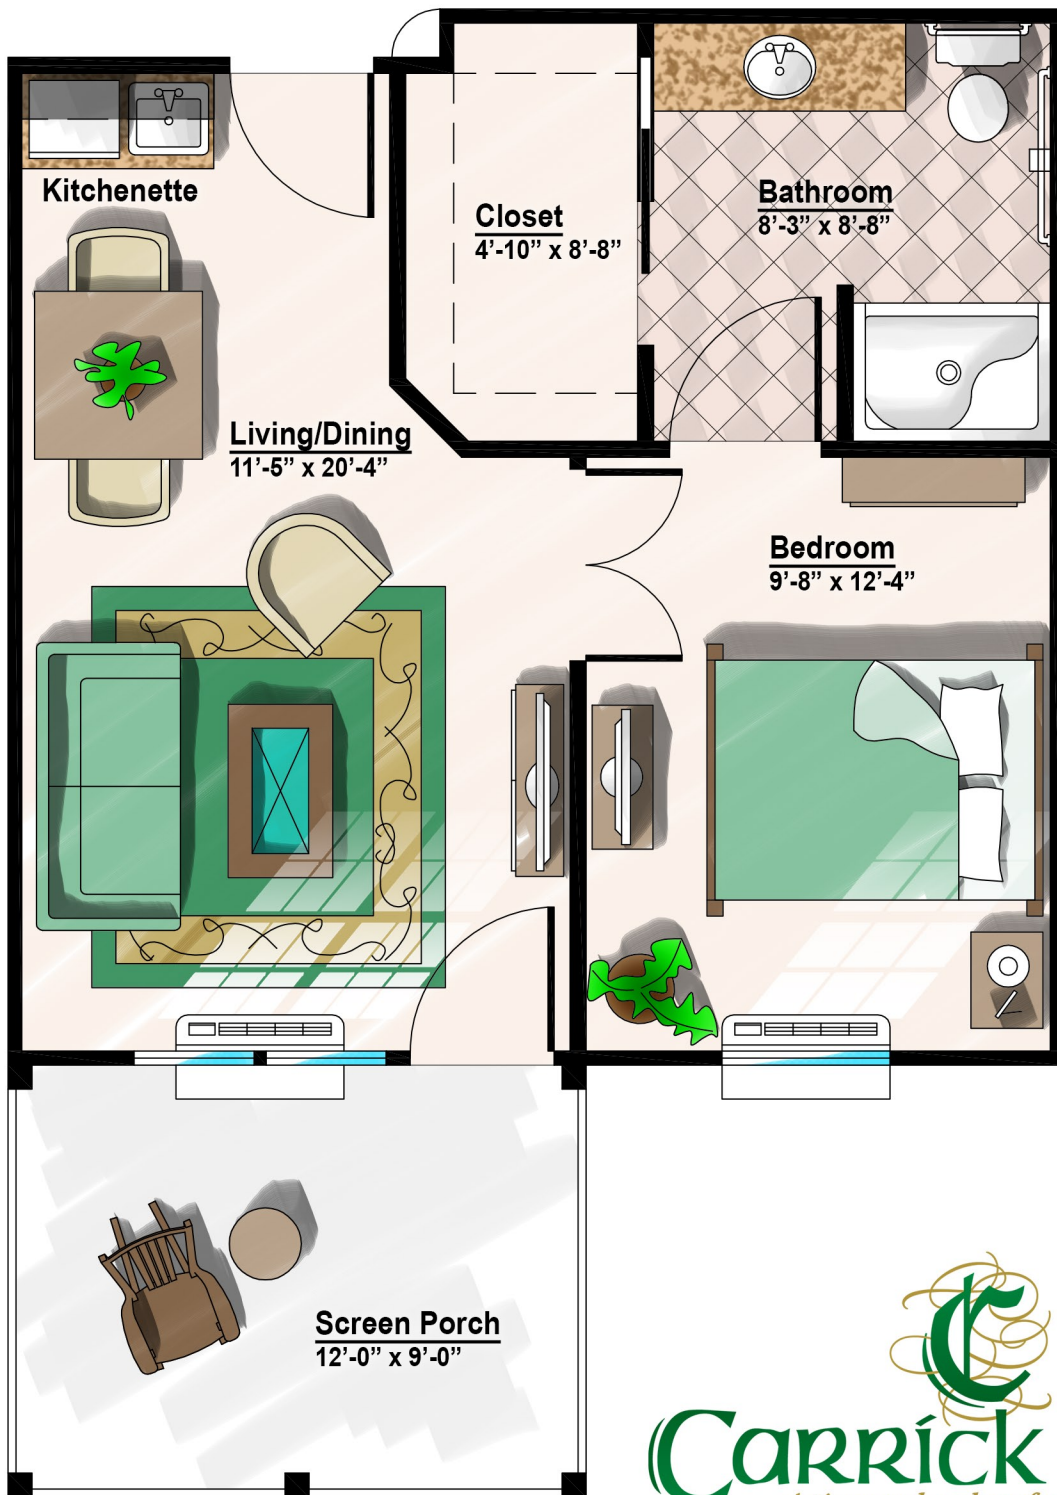 Kitchenette
Closet
4'-10" x 8'-8"
Bathroom
8'-3" x 8'-8"
Living/Dining
11'-5" x 20'-4"
Bedroom
9'-8" x 12'-4"
Screen Porch
12'-0" x 9'-0"
C
Carrick